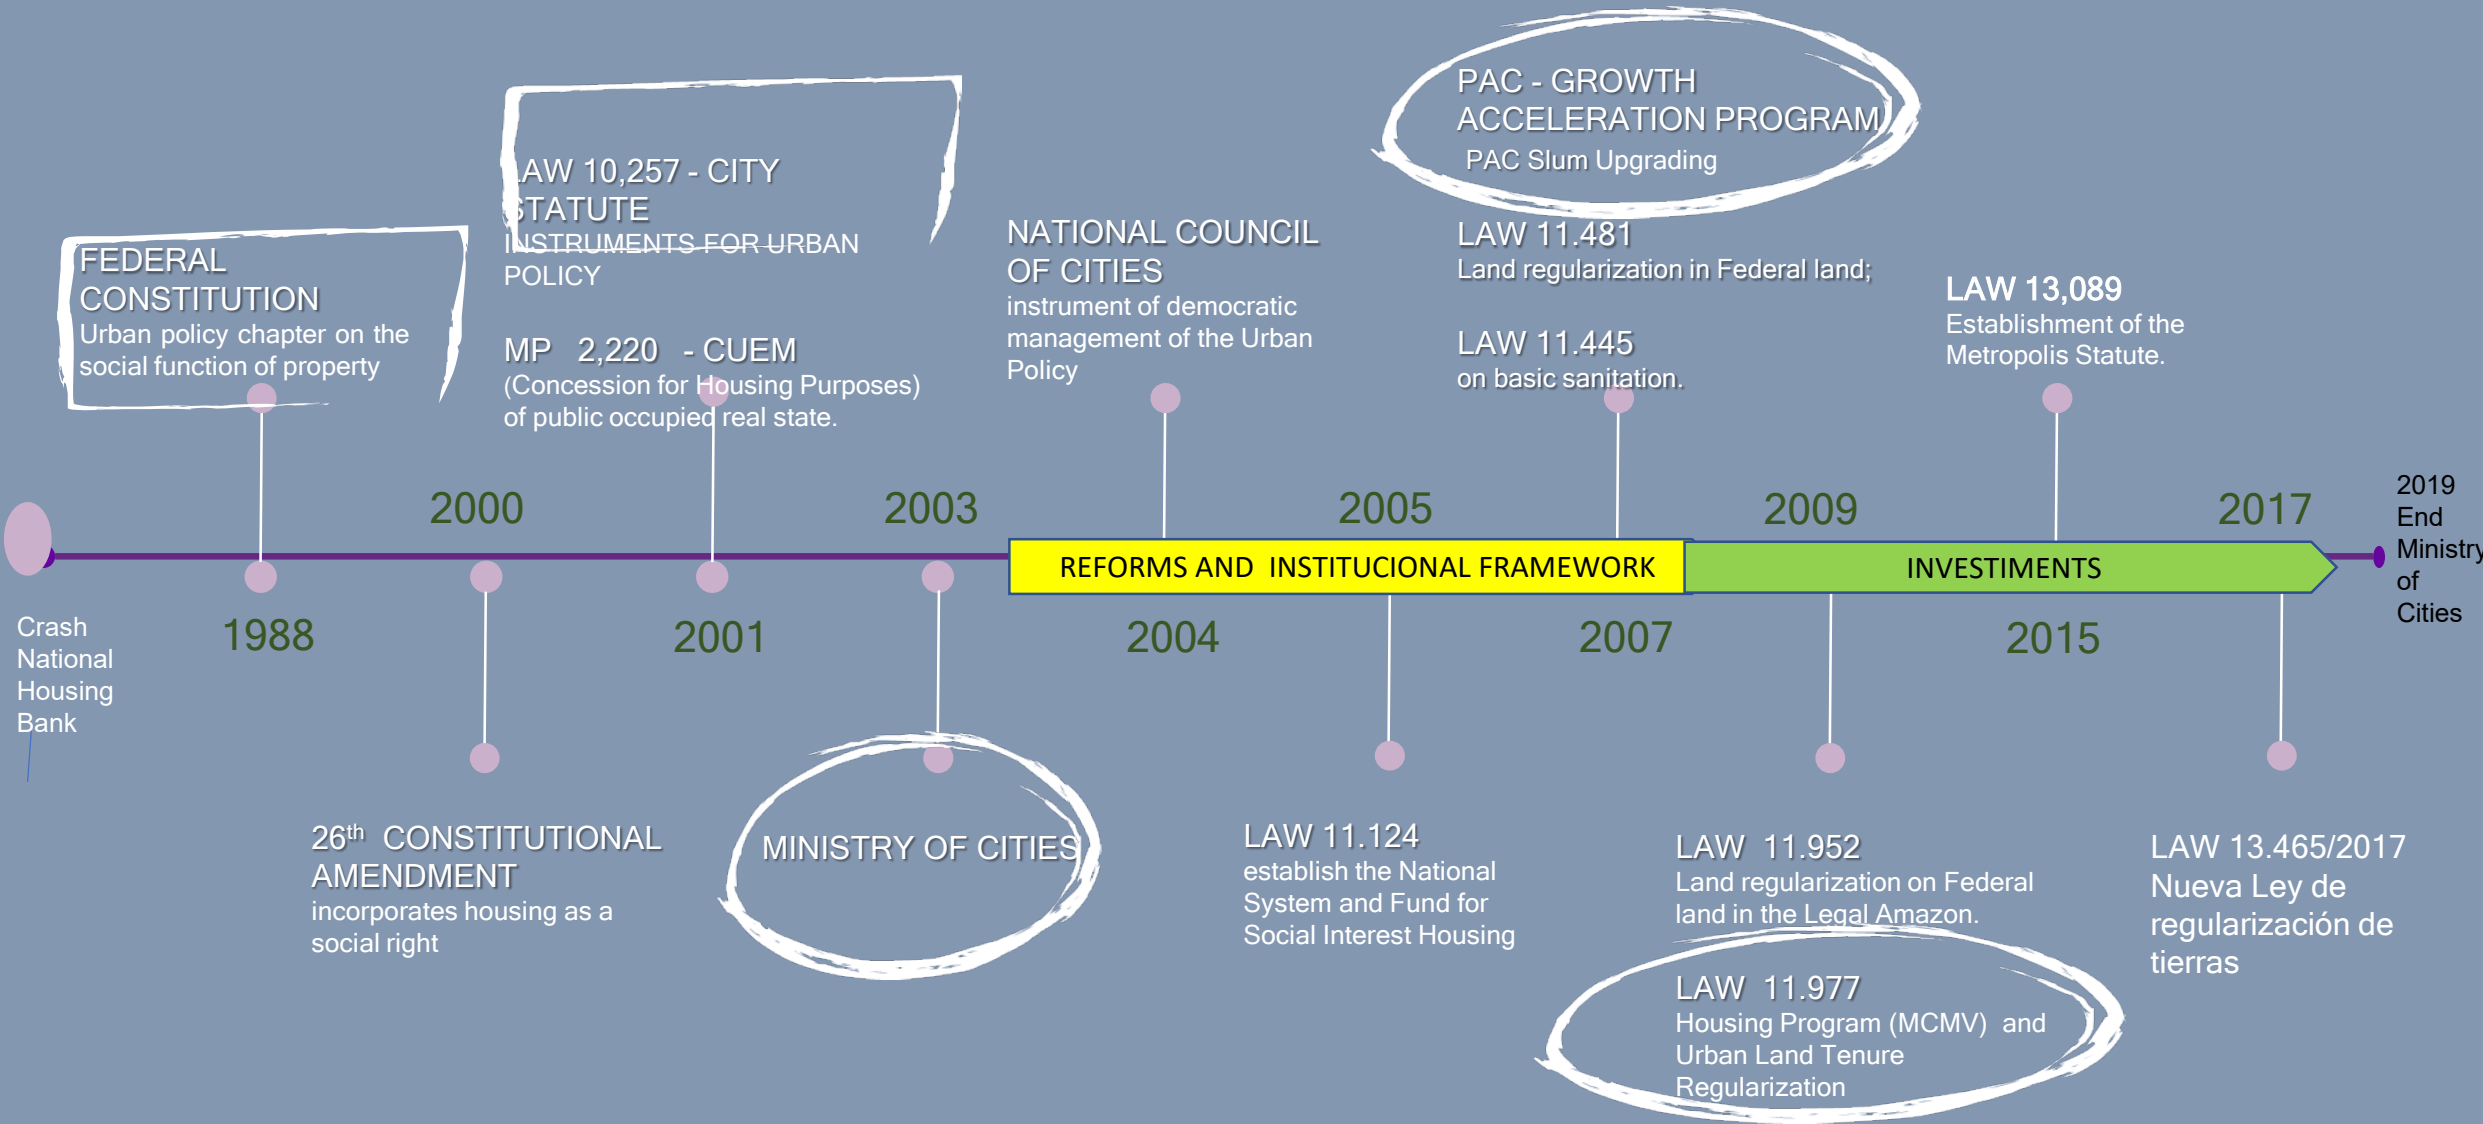 FEDERAL
CONSTITUTION
Urban policy chapter on the
social function of property
LAW 10,257 - CITY
STATUTE
INSTRUMENTS FOR URBAN
POLICY
MP 2,220 - CUEM
(Concession for Housing Purposes)
of public occupied real state.
NATIONAL COUNCIL
OF CITIES
instrument of democratic
management of the Urban
Policy
PAC - GROWTH
ACCELERATION PROGRAM
PAC Slum Upgrading
LAW 11.481
Land regularization in Federal land;
LAW 11.445
on basic sanitation.
LAW 13,089
Establishment of the
Metropolis Statute.
2000
2003
2005
2009
2017
2019
End
Ministry
of
Cities
REFORMS AND INSTITUCIONAL FRAMEWORK
INVESTIMENTS
Crash
National
Housing
Bank
1988
2001
2004
2007
2015
26th CONSTITUTIONAL
AMENDMENT
incorporates housing as a
social right
MINISTRY OF CITIES
LAW 11.124
establish the National
System and Fund for
Social Interest Housing
LAW 11.952
Land regularization on Federal
land in the Legal Amazon.
LAW 11.977
Housing Program (MCMV) and
Urban Land Tenure
Regularization
LAW 13.465/2017
Nueva Ley de
regularización de
tierras